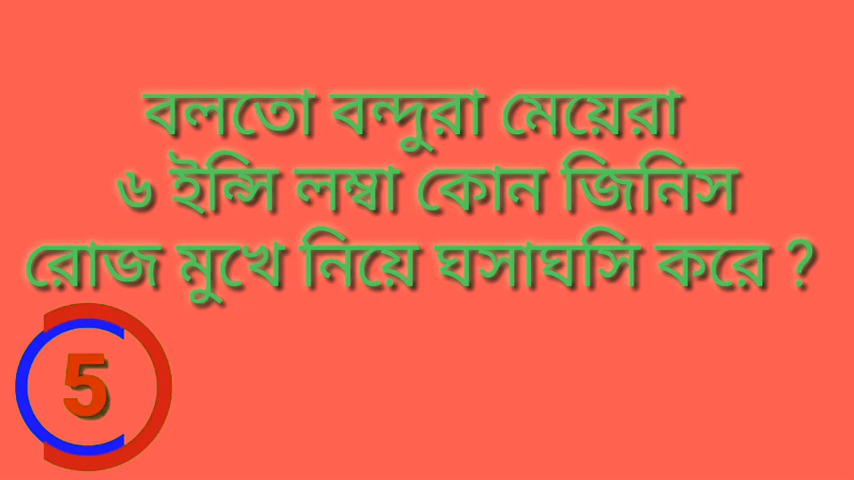 বলতো বন্দুরা মেয়েরা
৬ ইন্সি লম্বা কোন জিনিস
রোজ মুখে নিয়ে ঘসাঘসি করে ?
5